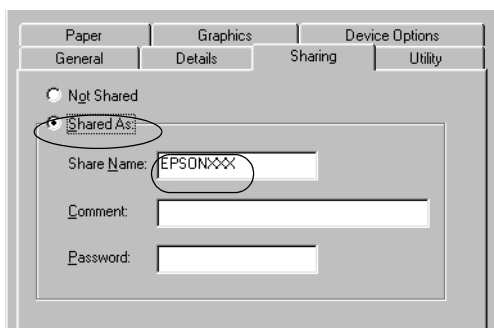 Paper Graphics Device Options
General Details Sharing Utility
Not Shared
Shared As:
Share Name: EPSONXXX
Comment:
Password: